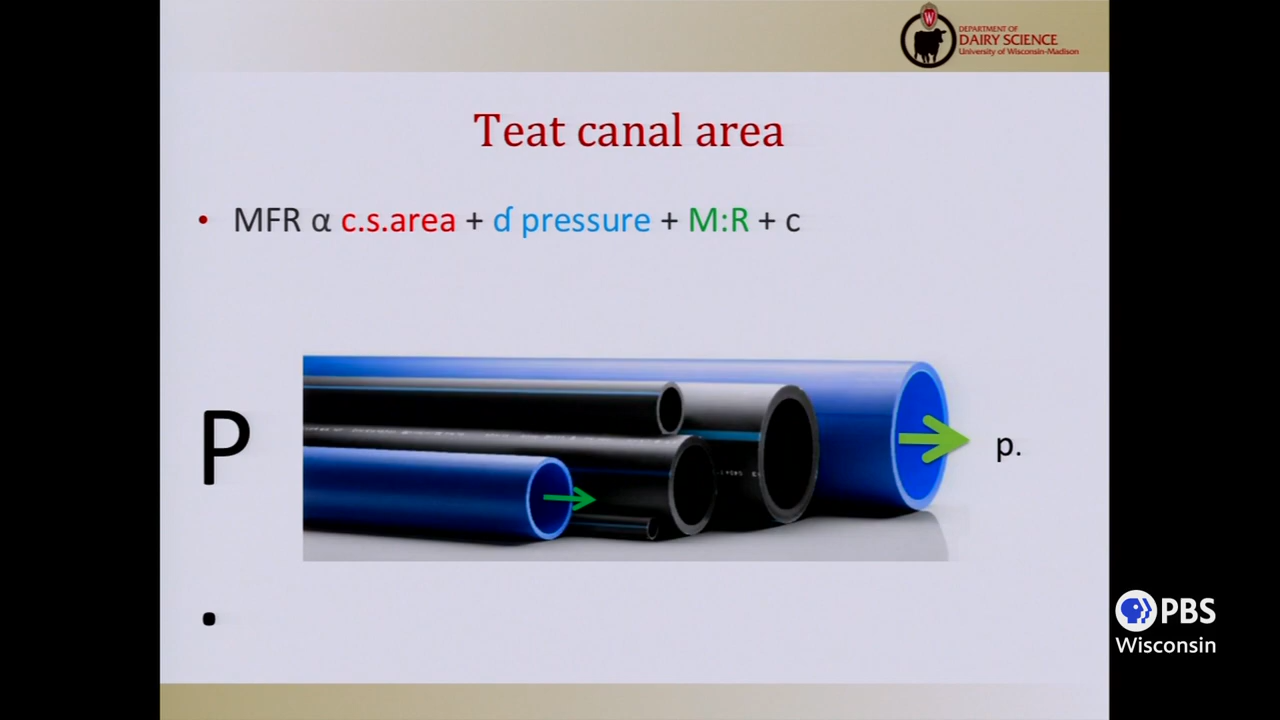 W
DEPARTMENT OF
DAIRY SCIENCE
University of Wisconsin-Madison
Teat canal area
• MFR α c.s.area + d pressure + M:R + c
P
p.
•
PBS
Wisconsin